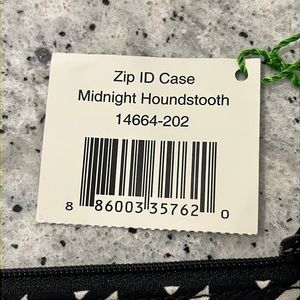 Zip ID Case
Midnight Houndstooth
14664-202
8 86003 35762 0